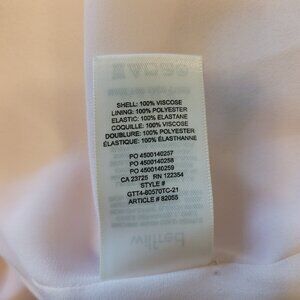 SHELL: 100% VISCOSE
LINING: 100% POLYESTER
ELASTIC: 100% ELASTANE
COQUILLE: 100% VISCOSE
DOUBLURE: 100% POLYESTER
ÉLASTIQUE: 100% ÉLASTHANNE
PO 4500140257
PO 4500140258
PO 4500140259
CA 23725 RN 122354
STYLE #
GTT4-80570TC-21
ARTICLE # 82055
wilfred